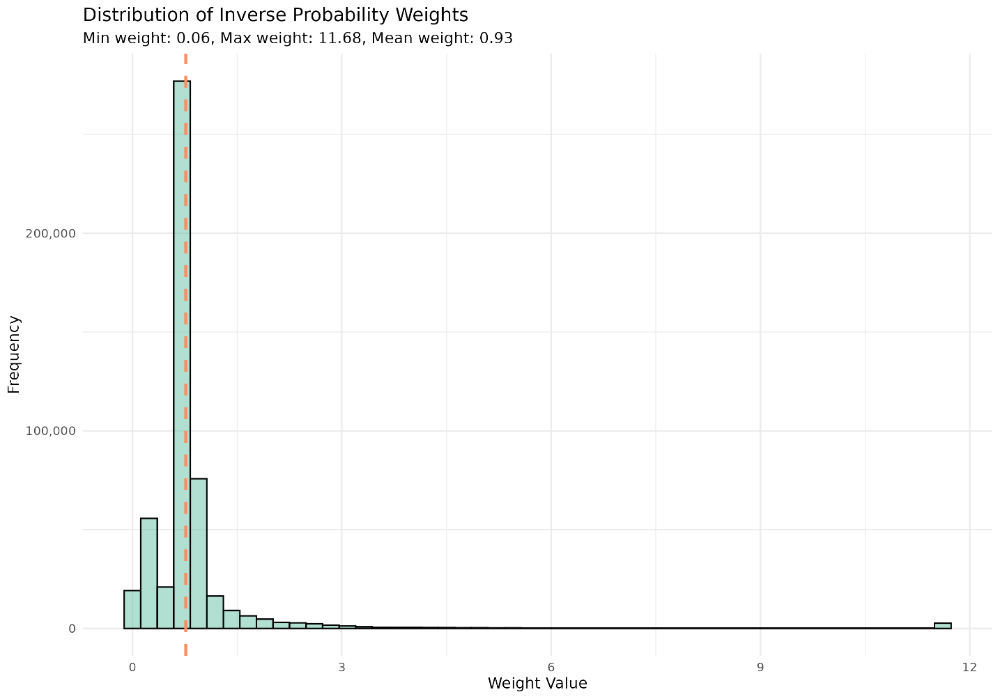 Distribution of Inverse Probability Weights
Min weight: 0.06, Max weight: 11.68, Mean weight: 0.93
Frequency
200,000
100,000
0
0 3 6 9 12
Weight Value